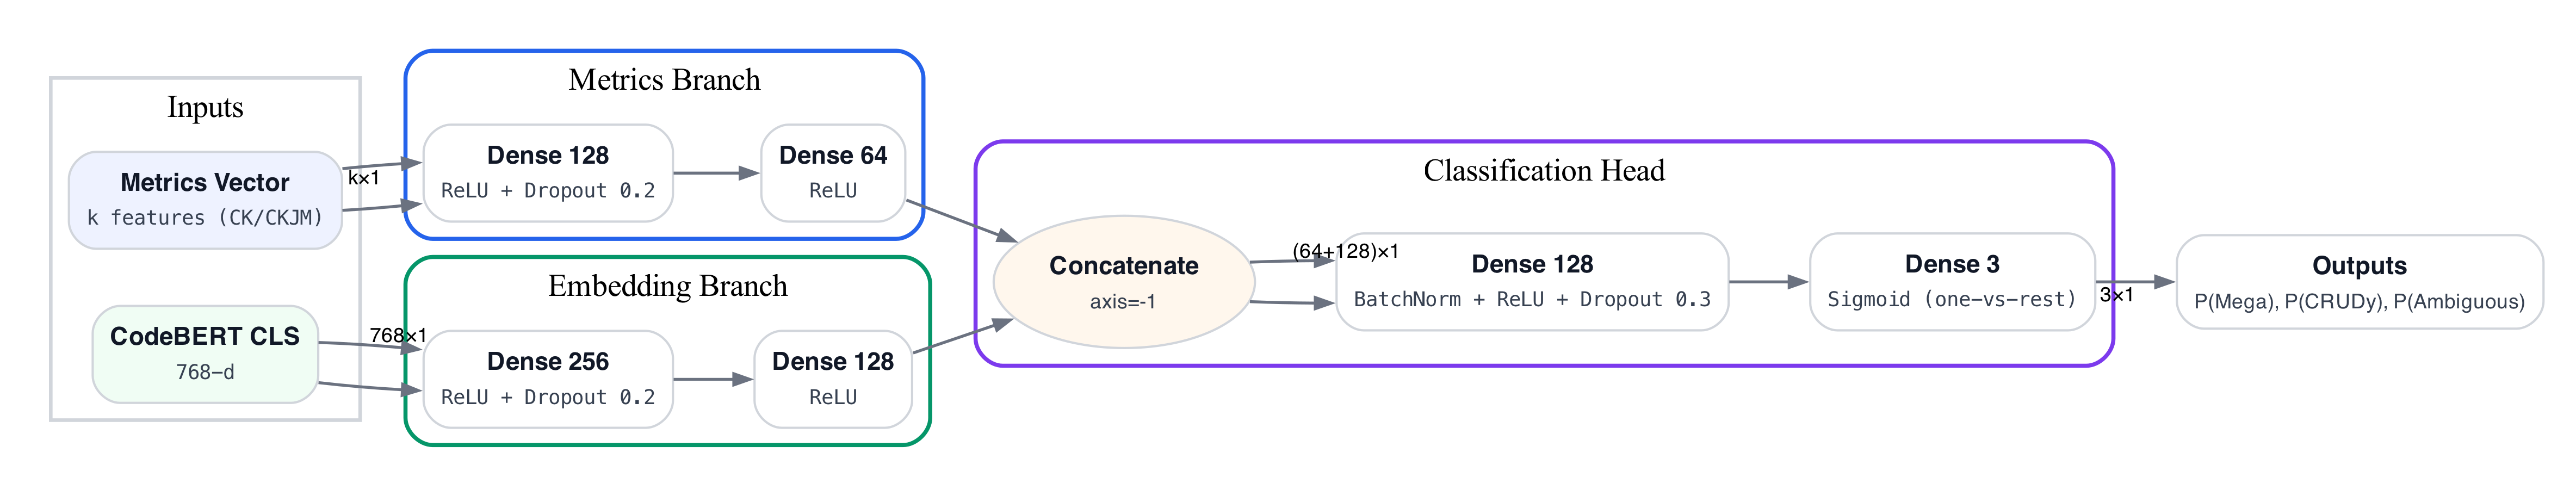 Inputs
Metrics Vector
k features (CK/CKJM)
k×1
CodeBERT CLS
768–d
768×1
Metrics Branch
Dense 128
ReLU + Dropout 0.2
Dense 64
ReLU
Embedding Branch
Dense 256
ReLU + Dropout 0.2
Dense 128
ReLU
Classification Head
Concatenate
axis=-1
(64+128)×1
Dense 128
BatchNorm + ReLU + Dropout 0.3
Dense 3
Sigmoid (one-vs-rest)
3×1
Outputs
P(Mega), P(CRUDy), P(Ambiguous)